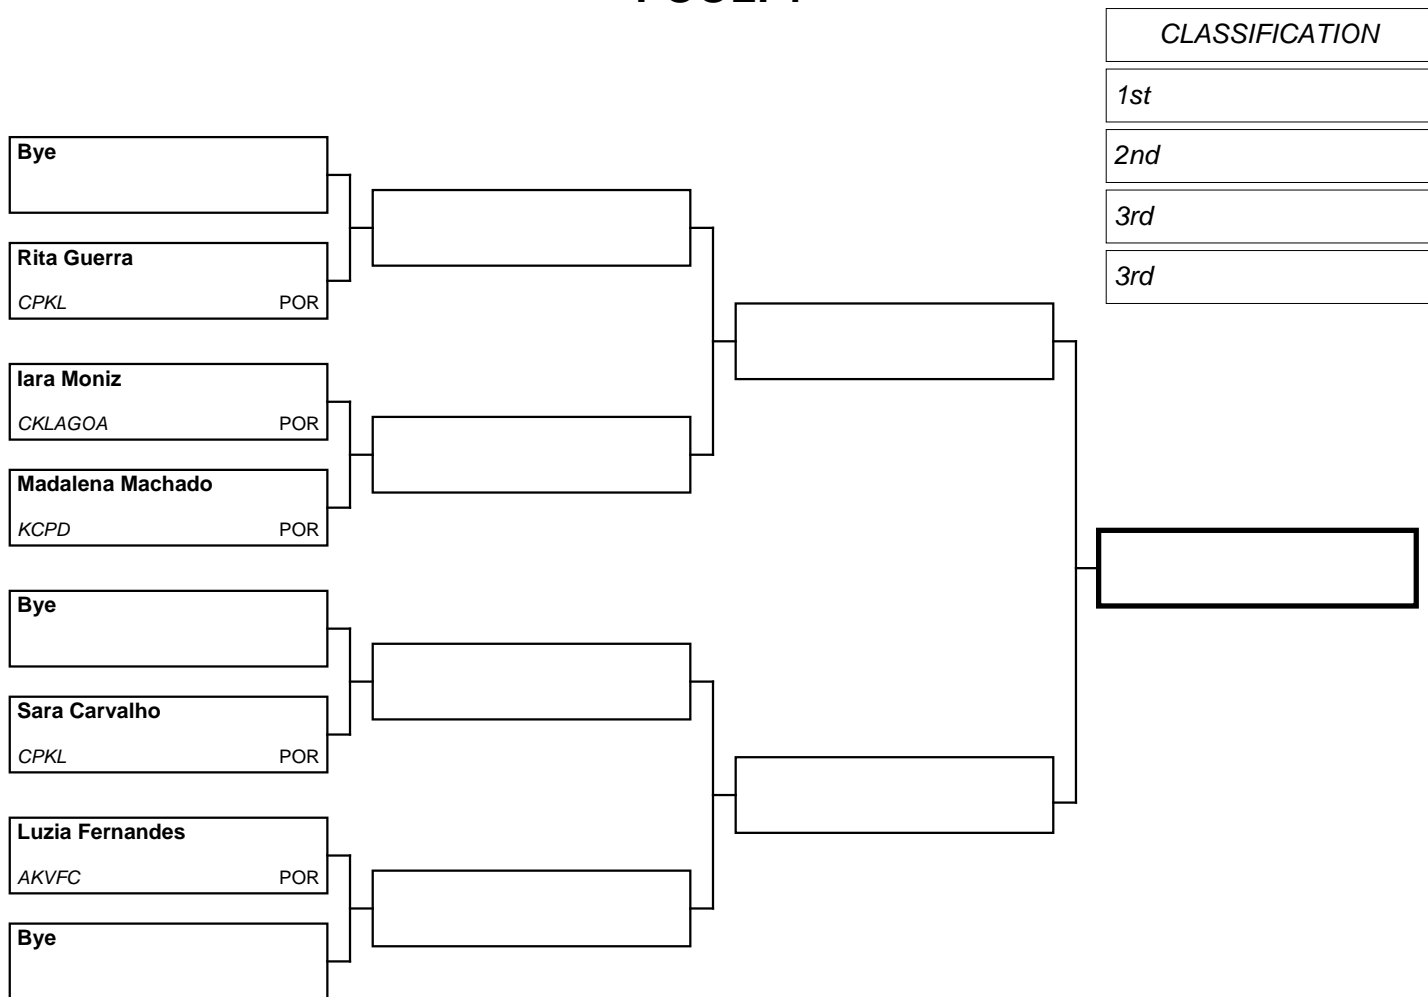 CLASSIFICATION
1st
2nd
3rd
3rd
Bye
Rita Guerra
CPKL POR
Iara Moniz
CKLAGOA POR
Madalena Machado
KCPD POR
Bye
Sara Carvalho
CPKL POR
Luzia Fernandes
AKVFC POR
Bye